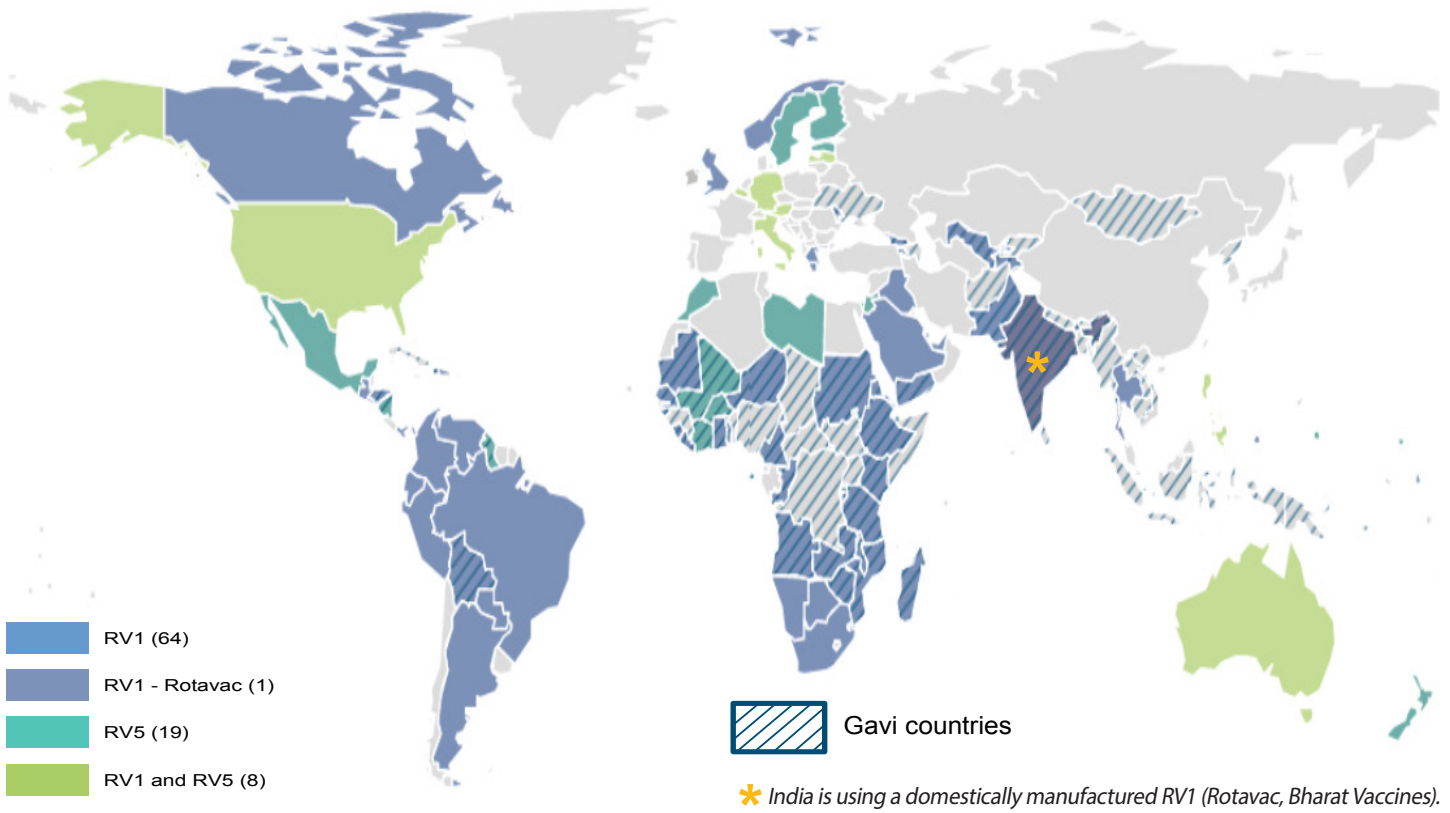 RV1 (64)
RV1 - Rotavac (1)
RV5 (19)
RV1 and RV5 (8)
Gavi countries
* India is using a domestically manufactured RV1 (Rotavac, Bharat Vaccines).